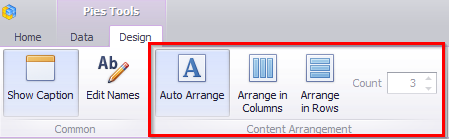 Pies Tools
Home Data Design
Show Caption
Ab
Edit Names
A
Auto Arrange
Arrange in
Columns
Arrange
in Rows
Count 3
Common
Content Arrangement